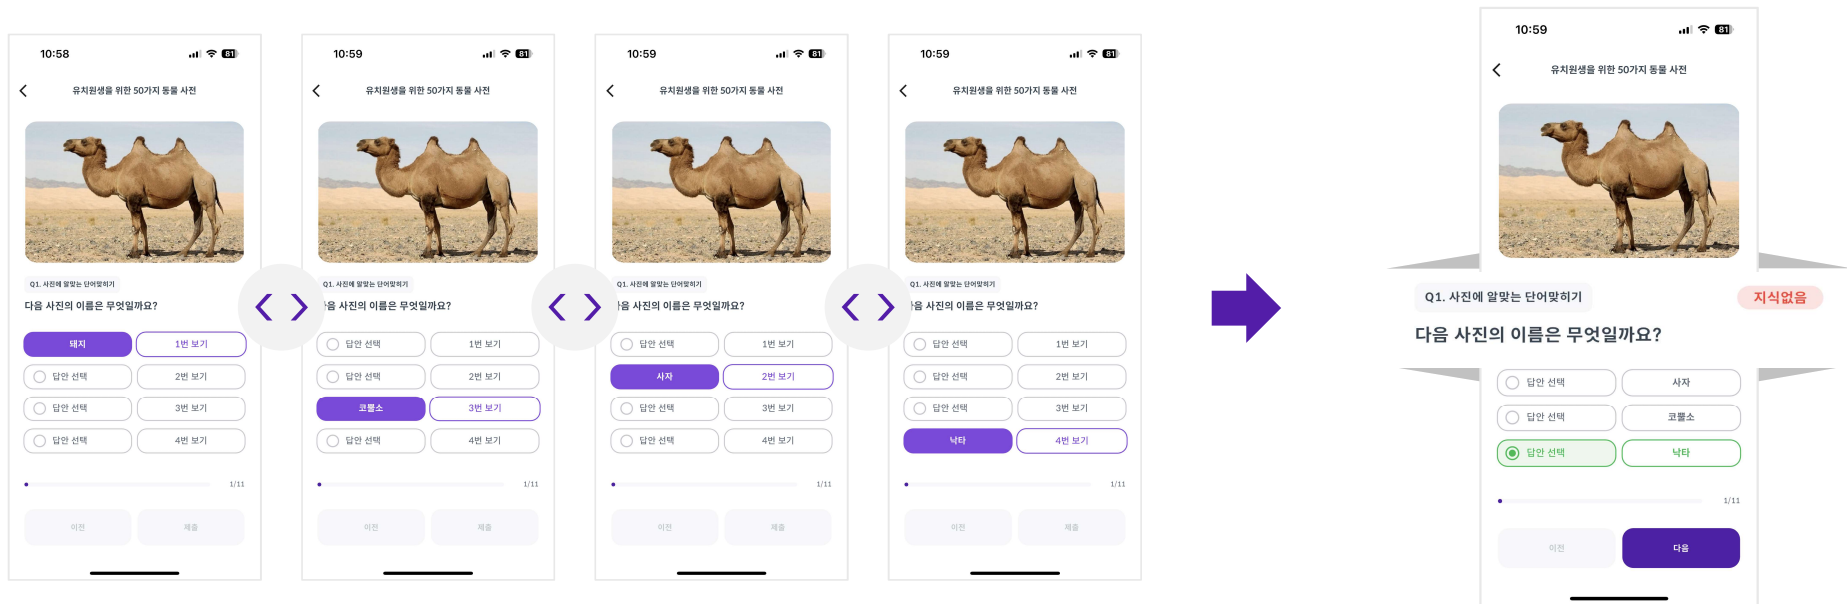 10:58
81
유치원생을 위한 50가지 동물 사전
Q1. 사진에 알맞는 단어맞히기
다음 사진의 이름은 무엇일까요?
돼지 1번 보기
답안 선택 2번 보기
답안 선택 3번 보기
답안 선택 4번 보기
1/11
이전 제출
10:59
81
유치원생을 위한 50가지 동물 사전
Q1. 사진에 알맞는 단어맞히기
음 사진의 이름은 무엇일까요?
답안 선택 1번 보기
답안 선택 2번 보기
코뿔소 3번 보기
답안 선택 4번 보기
1/11
이전 제출
10:59
81
유치원생을 위한 50가지 동물 사전
Q1. 사진에 알맞는 단어맞히기
음 사진의 이름은 무엇일까요?
답안 선택 1번 보기
사자 2번 보기
답안 선택 3번 보기
답안 선택 4번 보기
1/11
이전 제출
10:59
81
유치원생을 위한 50가지 동물 사전
Q1. 사진에 알맞는 단어맞히기
음 사진의 이름은 무엇일까요?
답안 선택 1번 보기
답안 선택 2번 보기
답안 선택 3번 보기
낙타 4번 보기
1/11
이전 제출
10:59
81
유치원생을 위한 50가지 동물 사전
Q1. 사진에 알맞는 단어맞히기 지식없음
다음 사진의 이름은 무엇일까요?
답안 선택 사자
답안 선택 코뿔소
답안 선택 낙타
1/11
이전 다음